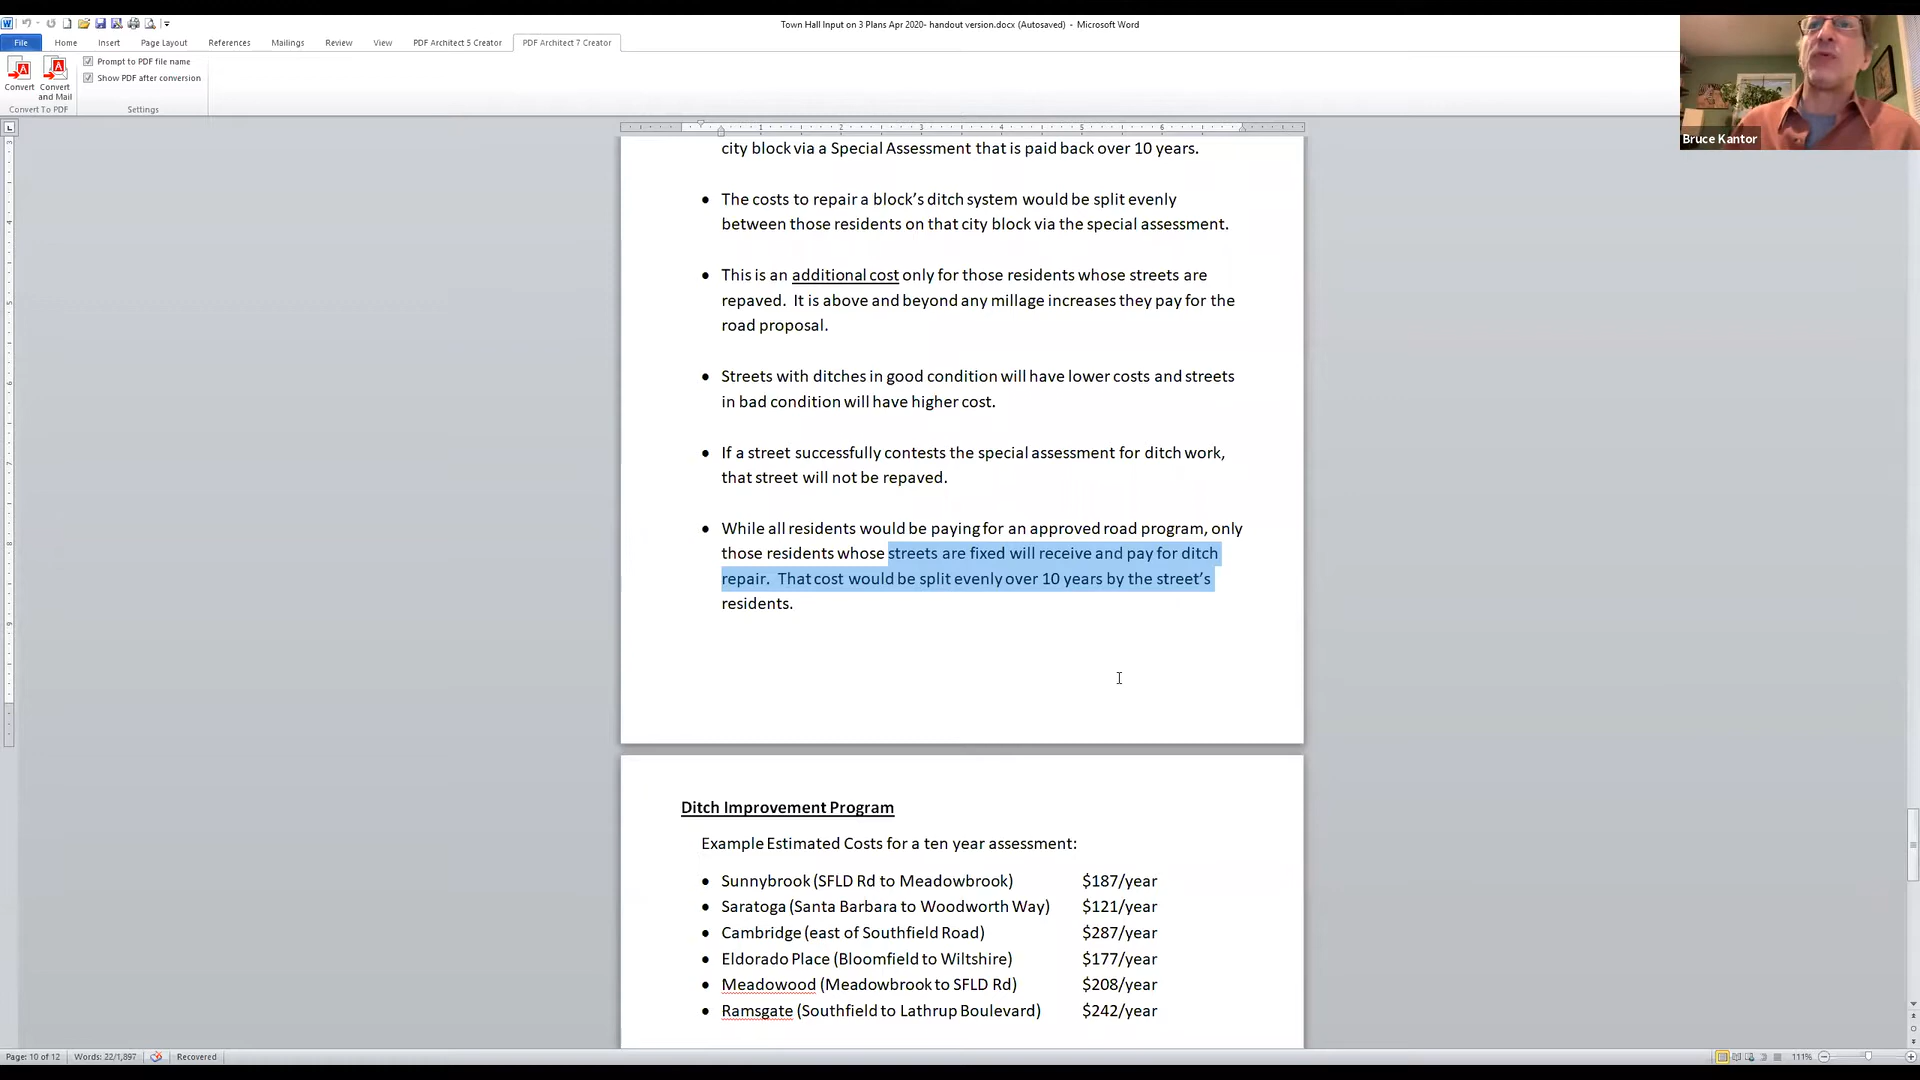 Town Hall Input on 3 Plans Apr 2020- handout version.docx (Autosaved) - Microsoft Word
File Home Insert Page Layout References Mailings Review View PDF Architect 5 Creator PDF Architect 7 Creator
Prompt to PDF file name
Show PDF after conversion
Convert Convert and Mail
Convert To PDF Settings
Bruce Kantor
city block via a Special Assessment that is paid back over 10 years.
• The costs to repair a block’s ditch system would be split evenly
between those residents on that city block via the special assessment.
• This is an additional cost only for those residents whose streets are
repaved. It is above and beyond any millage increases they pay for the
road proposal.
• Streets with ditches in good condition will have lower costs and streets
in bad condition will have higher cost.
• If a street successfully contests the special assessment for ditch work,
that street will not be repaved.
• While all residents would be paying for an approved road program, only
those residents whose streets are fixed will receive and pay for ditch
repair. That cost would be split evenly over 10 years by the street’s
residents.
Ditch Improvement Program
Example Estimated Costs for a ten year assessment:
• Sunnybrook (SFLD Rd to Meadowbrook) $187/year
• Saratoga (Santa Barbara to Woodworth Way) $121/year
• Cambridge (east of Southfield Road) $287/year
• Eldorado Place (Bloomfield to Wiltshire) $177/year
• Meadowood (Meadowbrook to SFLD Rd) $208/year
• Ramsgate (Southfield to Lathrup Boulevard) $242/year
Page: 10 of 12 Words: 22/1,897 Recovered 111%